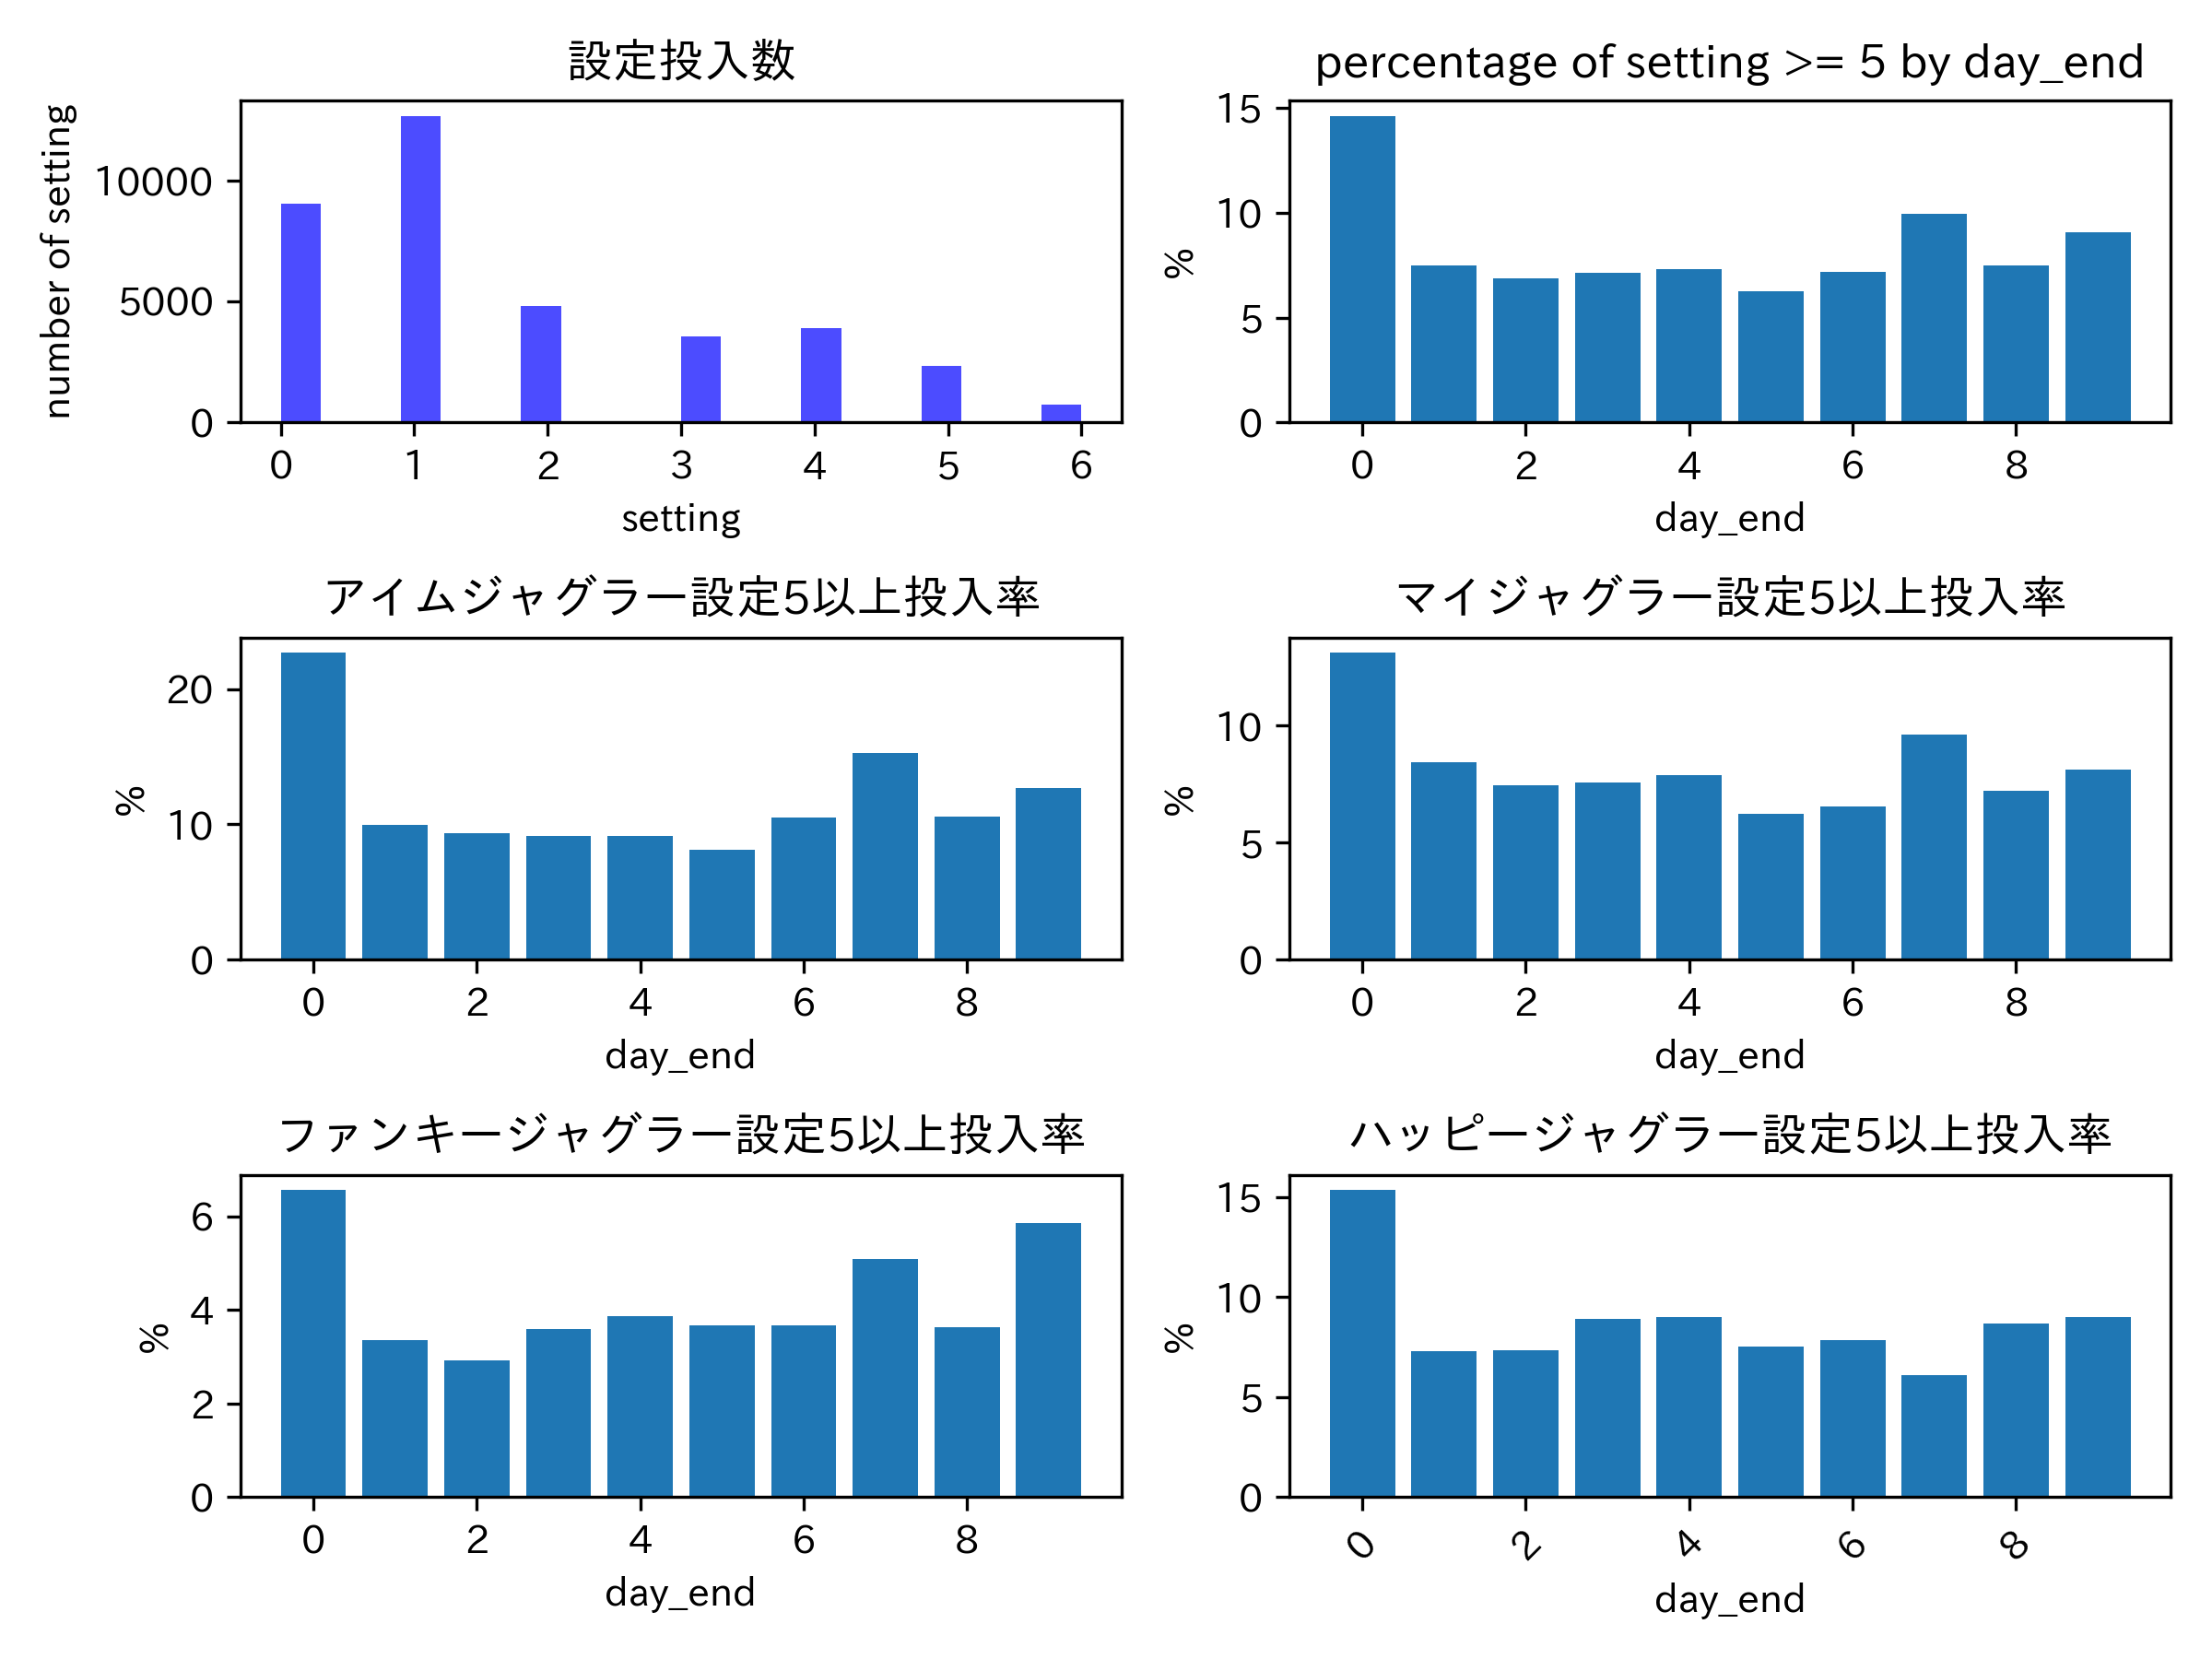 設定投入数
number of setting
10000
5000
0
0 1 2 3 4 5 6
setting
percentage of setting >= 5 by day_end
%
15
10
5
0
0 2 4 6 8
day_end
アイムジャグラー設定5以上投入率
%
20
10
0
0 2 4 6 8
day_end
マイジャグラー設定5以上投入率
%
10
5
0
0 2 4 6 8
day_end
ファンキージャグラー設定5以上投入率
%
6
4
2
0
0 2 4 6 8
day_end
ハッピージャグラー設定5以上投入率
%
15
10
5
0
0 2 4 6 8
day_end